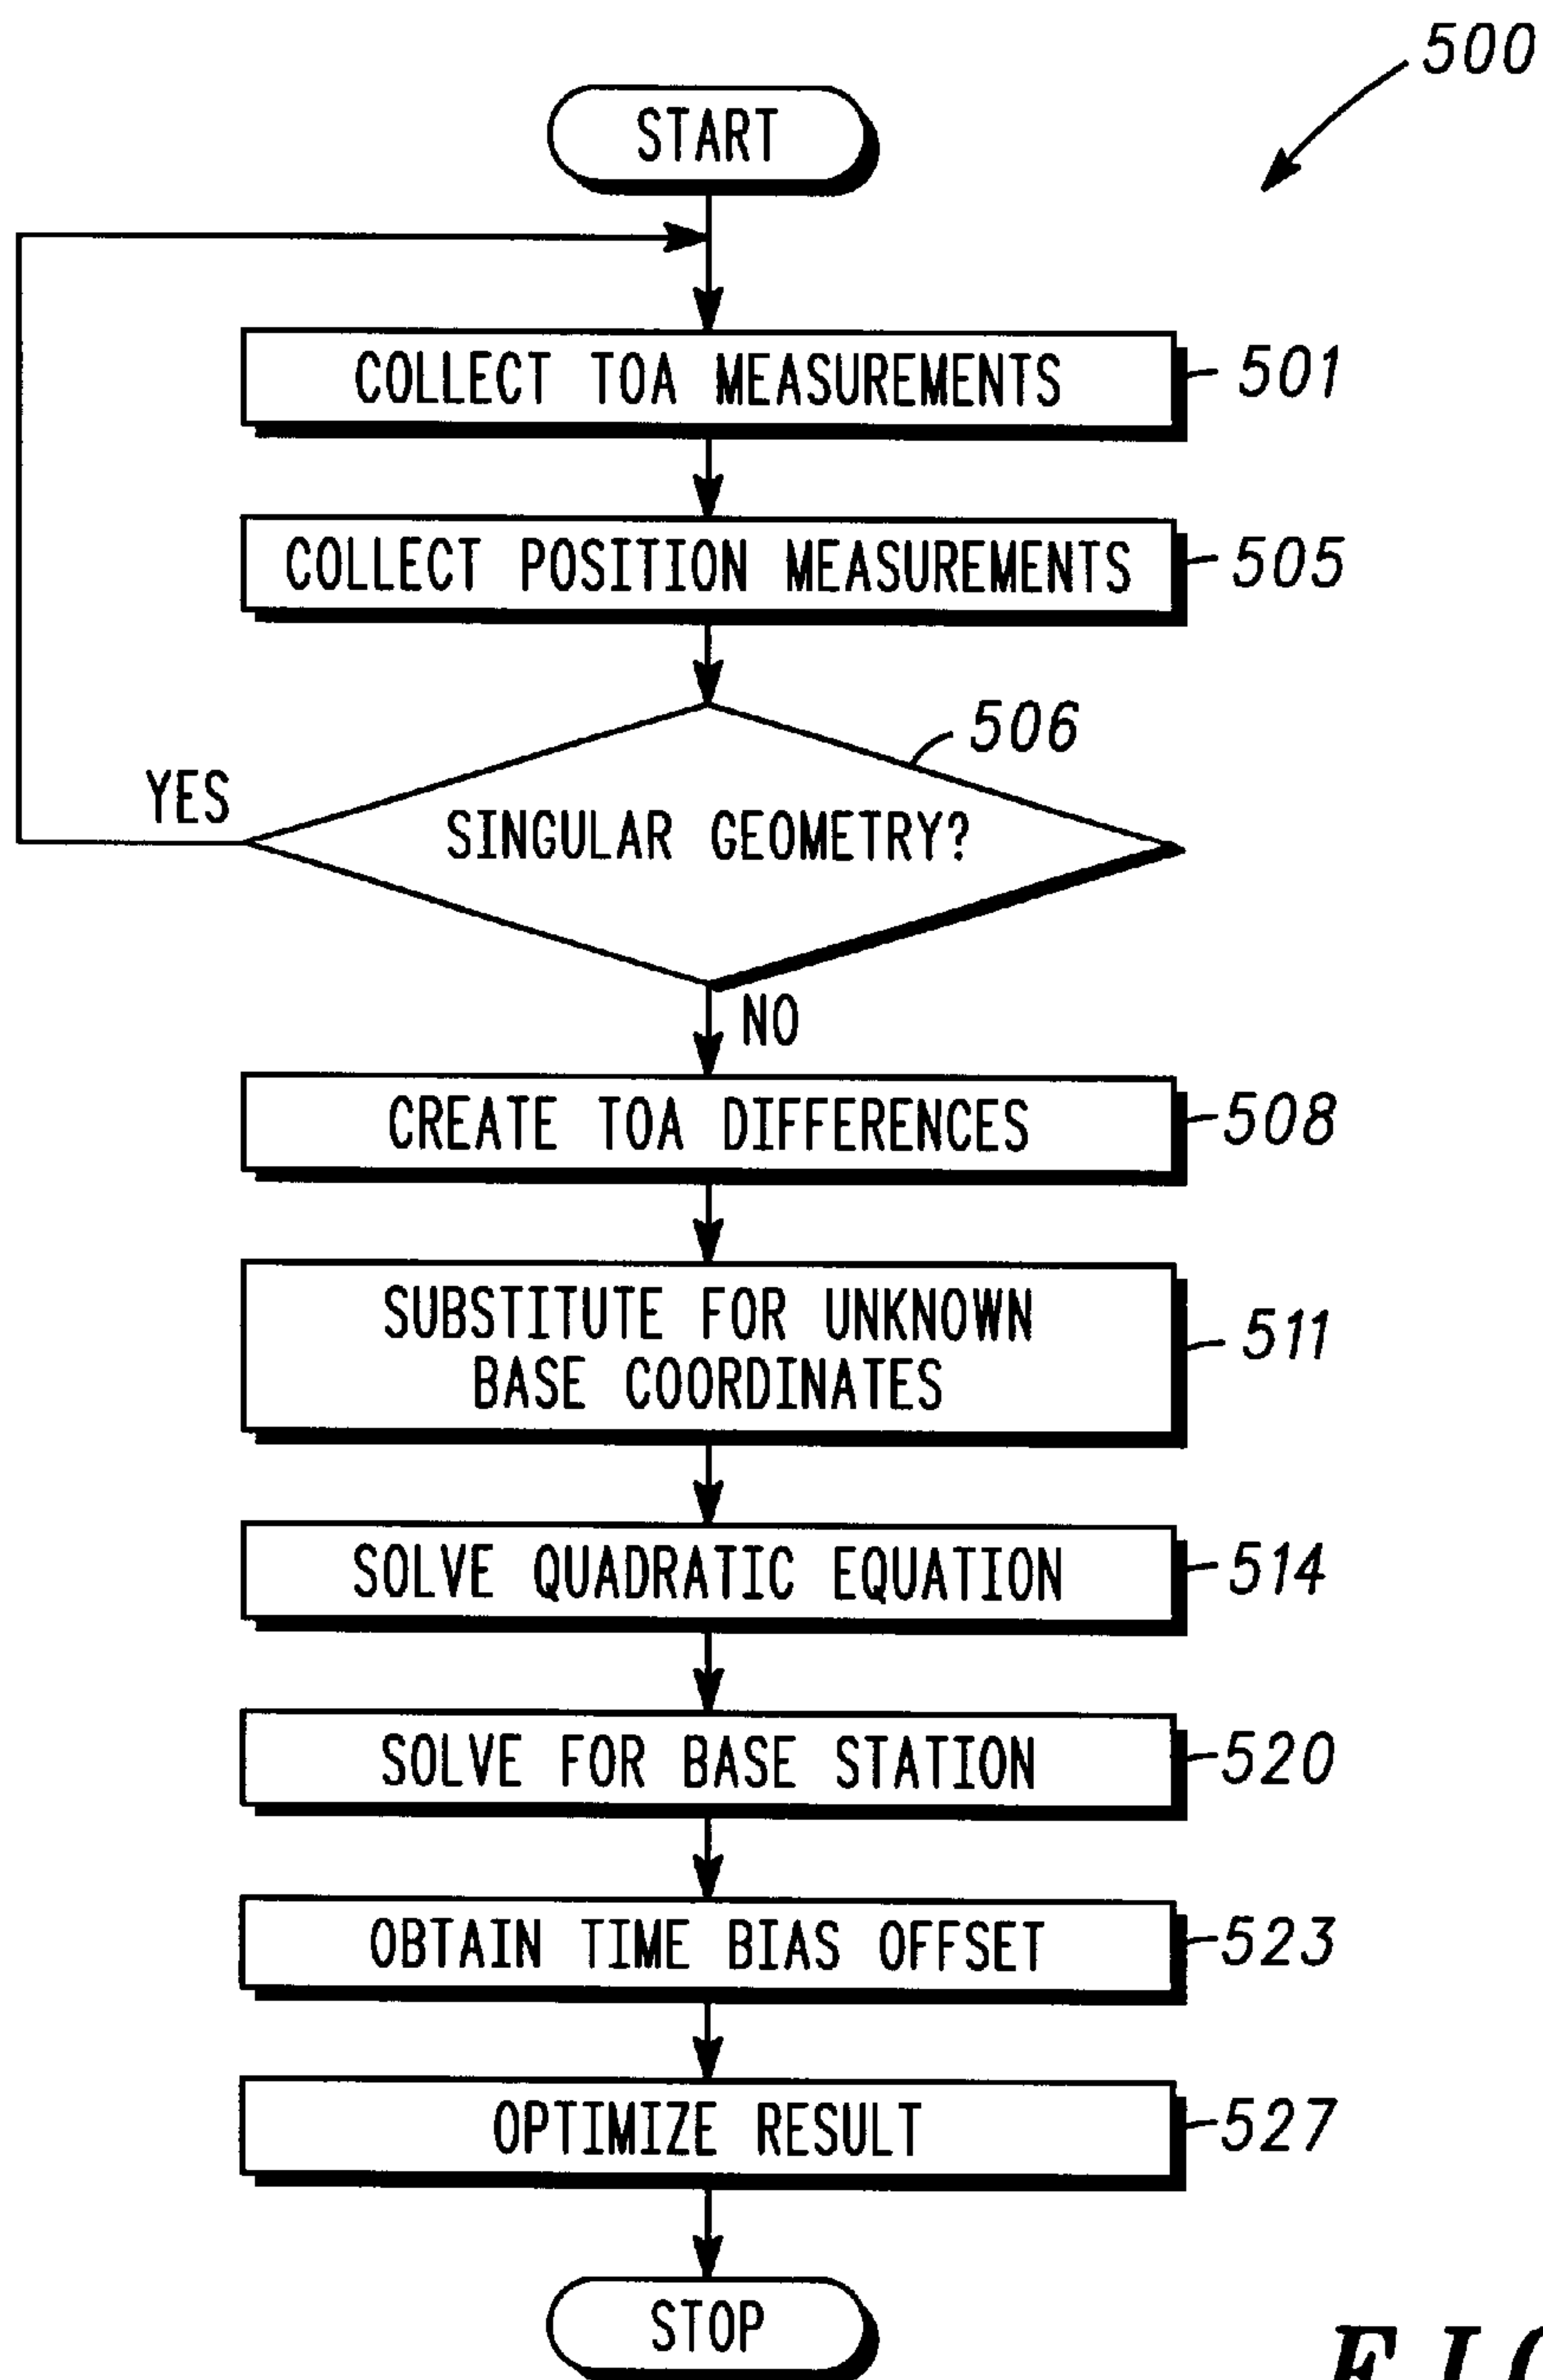 500
START
COLLECT TOA MEASUREMENTS
501
COLLECT POSITION MEASUREMENTS
505
506
YES
SINGULAR GEOMETRY?
NO
CREATE TOA DIFFERENCES
508
SUBSTITUTE FOR UNKNOWN
BASE COORDINATES
511
SOLVE QUADRATIC EQUATION
514
SOLVE FOR BASE STATION
520
OBTAIN TIME BIAS OFFSET
523
OPTIMIZE RESULT
527
STOP